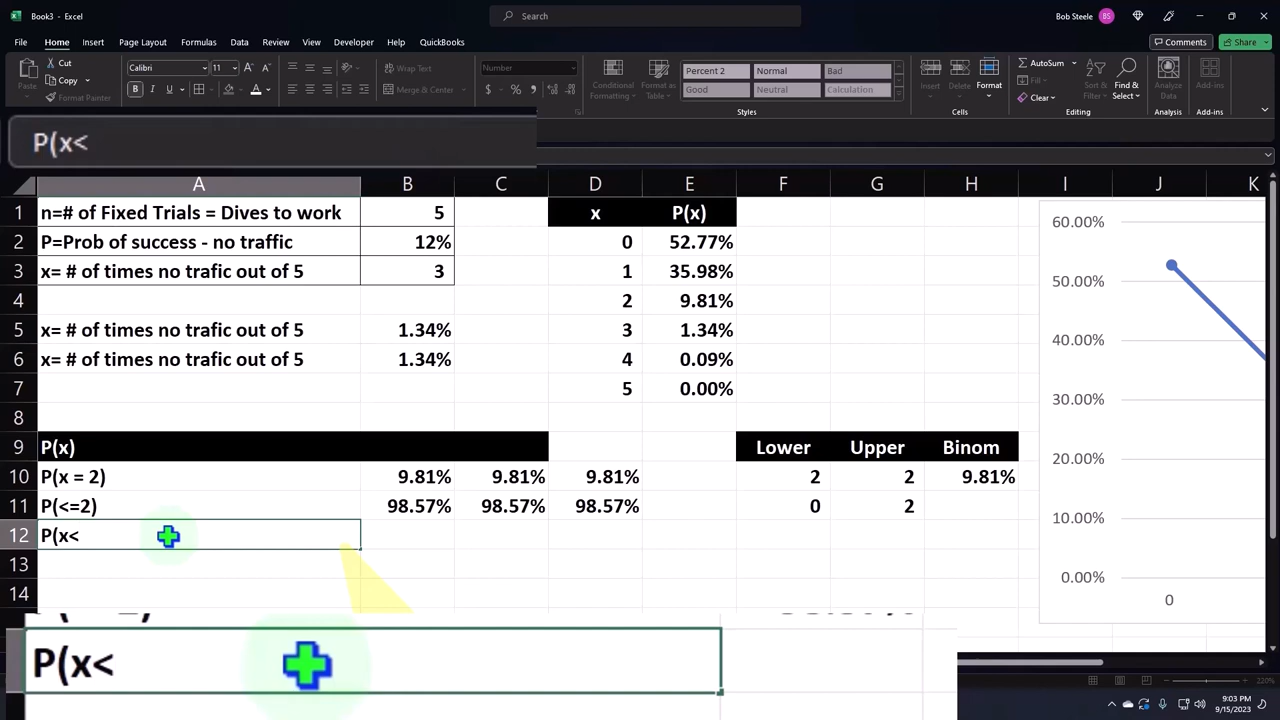 Book3 - Excel
Search
Bob Steele BS
File Home Insert Page Layout Formulas Data Review View Developer Automate Help QuickBooks
Comments Share
Paste
Cut
Copy
Format Painter
Calibri 11
B I U
Wrap Text
Merge & Center
Number
Conditional Formatting
Format as Table
Percent 2 Normal Bad
Good Neutral Calculation
Styles
Insert Delete Format
Cells
AutoSum
Fill
Clear
Sort & Filter
Find & Select
Editing
Analyze Data
Analysis
Add-ins
Add-ins
P(x<
A B C D E F G H I J K
1 n=# of Fixed Trials = Dives to work 5 x P(x)
2 P=Prob of success - no traffic 12% 0 52.77%
3 x= # of times no trafic out of 5 3 1 35.98%
4 2 9.81%
5 x= # of times no trafic out of 5 1.34% 3 1.34%
6 x= # of times no trafic out of 5 1.34% 4 0.09%
7 5 0.00%
8
9 P(x) Lower Upper Binom
10 P(x = 2) 9.81% 9.81% 9.81% 2 2 9.81%
11 P(<=2) 98.57% 98.57% 98.57% 0 2
12 P(x<
13
14
60.00%
50.00%
40.00%
30.00%
20.00%
10.00%
0.00%
0
P(x<
220%
9:03 PM
9/15/2023